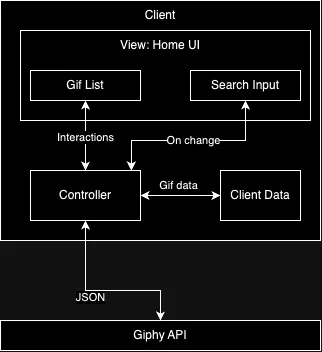 Client
View: Home UI
Gif List
Search Input
Interactions
On change
Controller
Gif data
Client Data
JSON
Giphy API